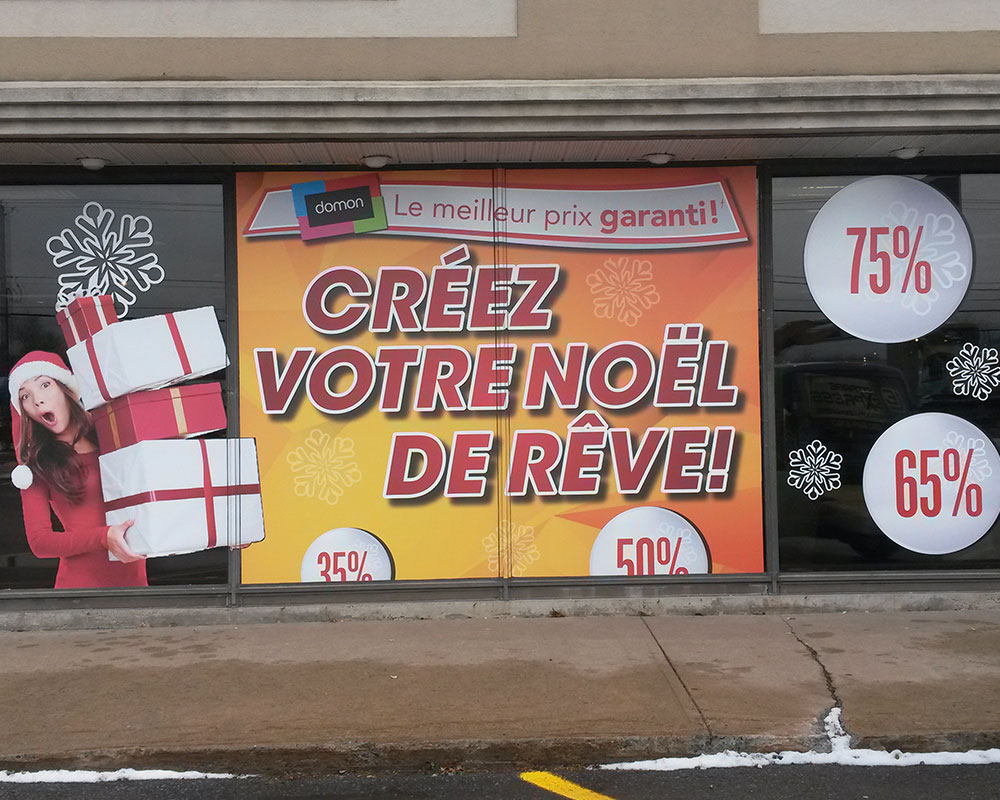 domon
Le meilleur prix garanti!†
CRÉEZ
VOTRE NOËL
DE RÊVE!
35%
50%
75%
65%